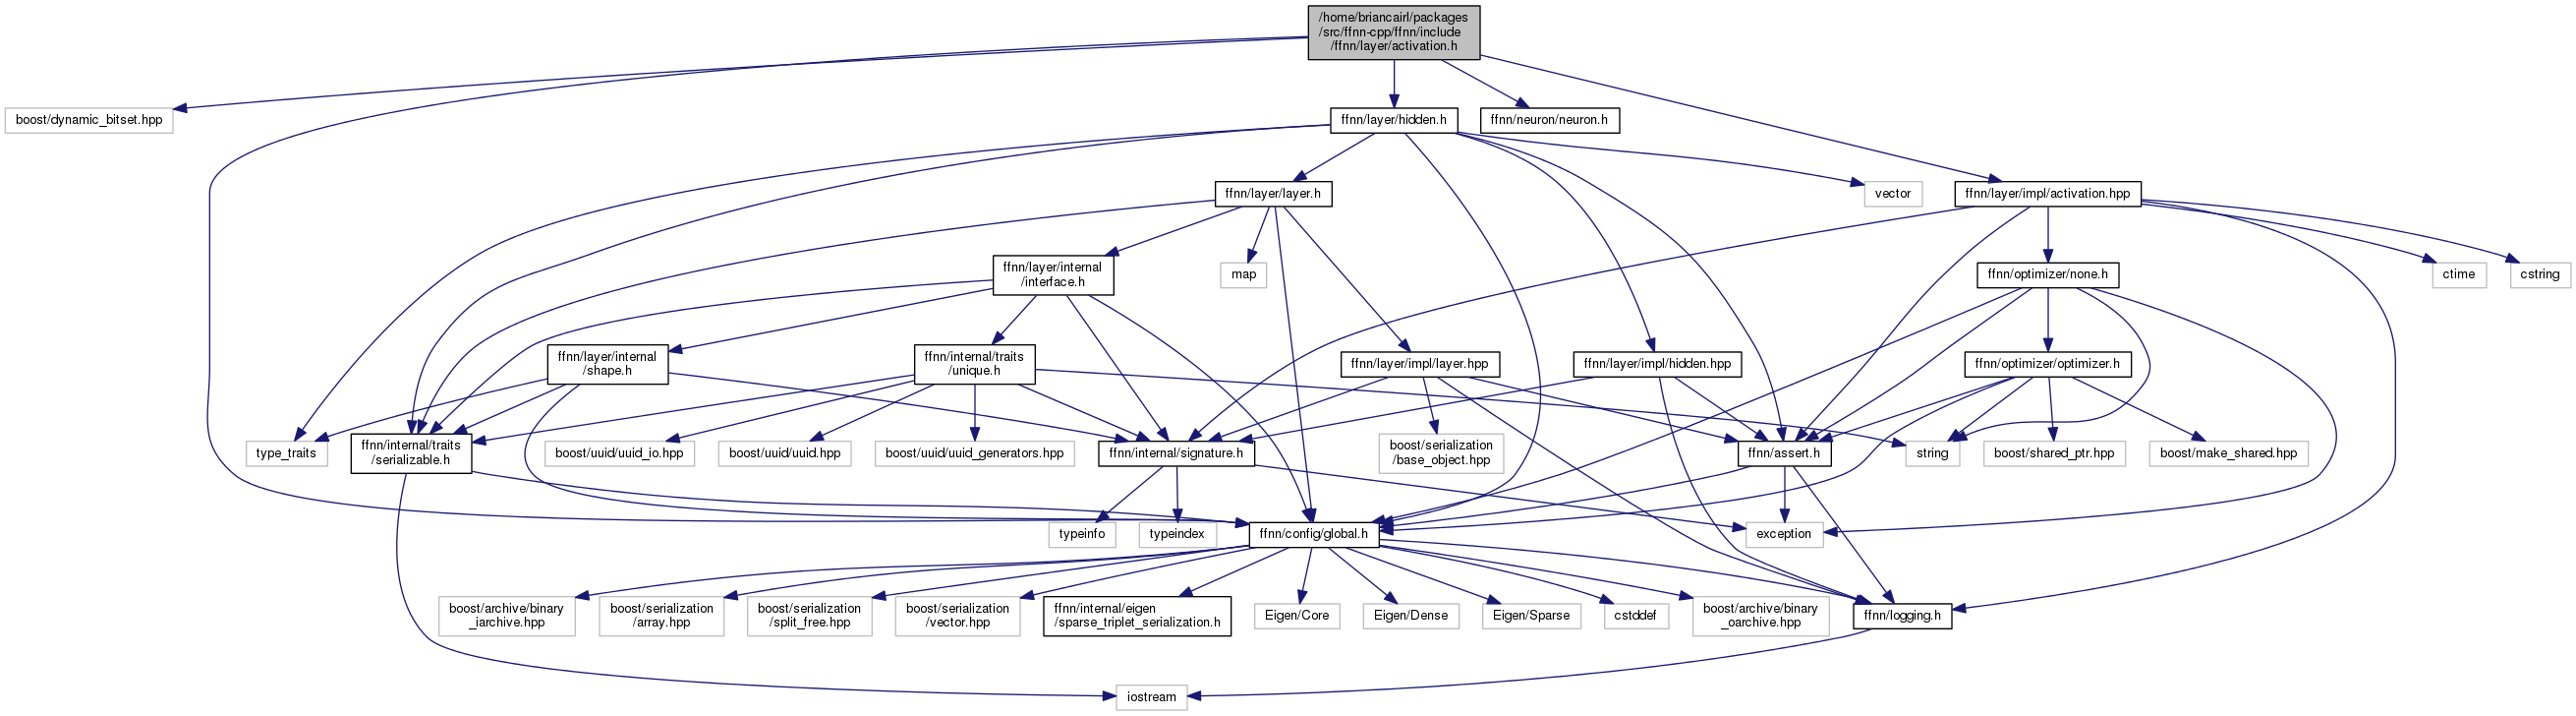 /home/briancairl/packages
/src/ffnn-cpp/ffnn/include
/ffnn/layer/activation.h
boost/dynamic_bitset.hpp
ffnn/layer/hidden.h
ffnn/neuron/neuron.h
ffnn/layer/layer.h
vector
ffnn/layer/impl/activation.hpp
ffnn/layer/internal
/interface.h
map
ffnn/optimizer/none.h
ctime
cstring
ffnn/layer/internal
/shape.h
ffnn/internal/traits
/unique.h
ffnn/layer/impl/layer.hpp
ffnn/layer/impl/hidden.hpp
ffnn/optimizer/optimizer.h
type_traits
ffnn/internal/traits
/serializable.h
boost/uuid/uuid_io.hpp
boost/uuid/uuid.hpp
boost/uuid/uuid_generators.hpp
ffnn/internal/signature.h
boost/serialization
/base_object.hpp
ffnn/assert.h
string
boost/shared_ptr.hpp
boost/make_shared.hpp
typeinfo
typeindex
ffnn/config/global.h
exception
boost/archive/binary
_iarchive.hpp
boost/serialization
/array.hpp
boost/serialization
/split_free.hpp
boost/serialization
/vector.hpp
ffnn/internal/eigen
/sparse_triplet_serialization.h
Eigen/Core
Eigen/Dense
Eigen/Sparse
cstddef
boost/archive/binary
_oarchive.hpp
ffnn/logging.h
iostream